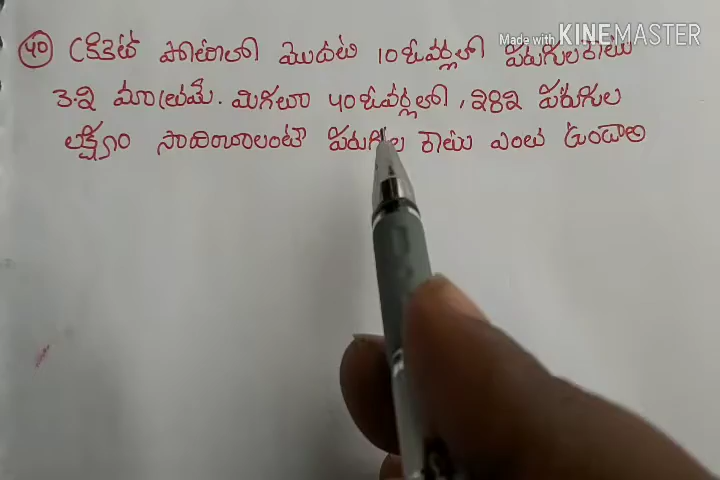 Made with KINEMASTER
40 క్రికెట్ పోటీలో మొదటి 10 ఓవర్లలో పరుగుల రేటు
3.2 మాత్రమే. మిగతా 40 ఓవర్లలో, 282 పరుగుల
లక్ష్యం సాధించాలంటే పరుగుల రేటు ఎంత ఉండాలి